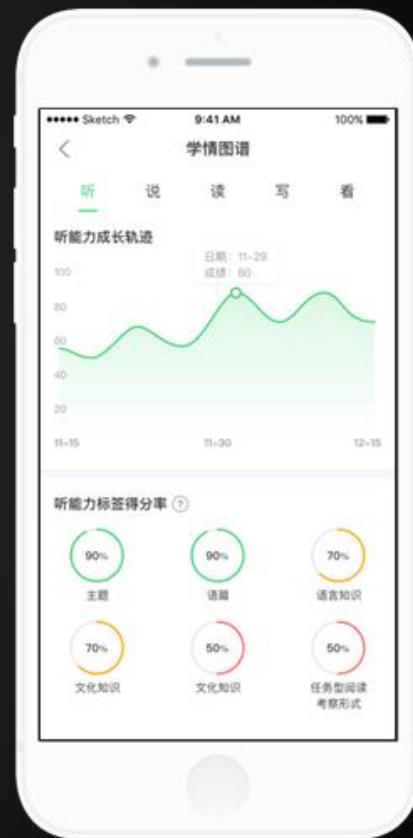 Sketch
9:41 AM
100%
学情图谱
听 说 读 写 看
听能力成长轨迹
日期：11-28
成绩：80
100
80
60
40
20
11-15 11-30 12-15
听能力标签得分率 ?
90% 90% 70%
主题 语篇 语言知识
70% 50% 50%
文化知识 文化知识 任务型阅读
考察形式